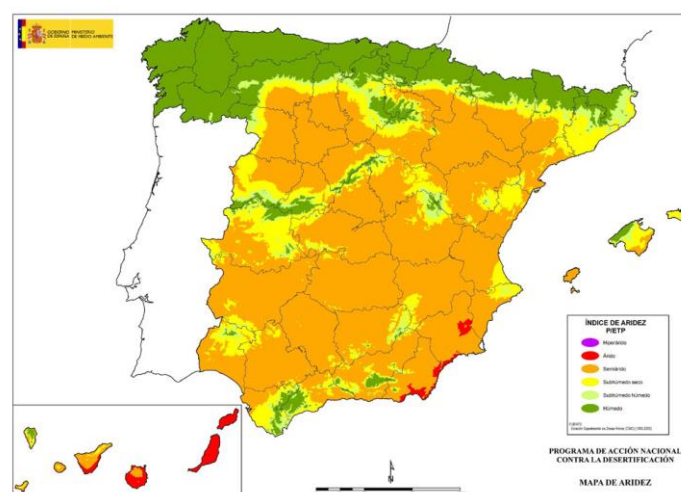 GOBIERNO MINISTERIO
DE ESPAÑA DE MEDIO AMBIENTE
ÍNDICE DE ARIDEZ
P/ETP
Hiperárido
Árido
Semiárido
Subhúmedo seco
Subhúmedo húmedo
Húmedo
PROGRAMA DE ACCIÓN NACIONAL
CONTRA LA DESERTIFICACIÓN
MAPA DE ARIDEZ
N